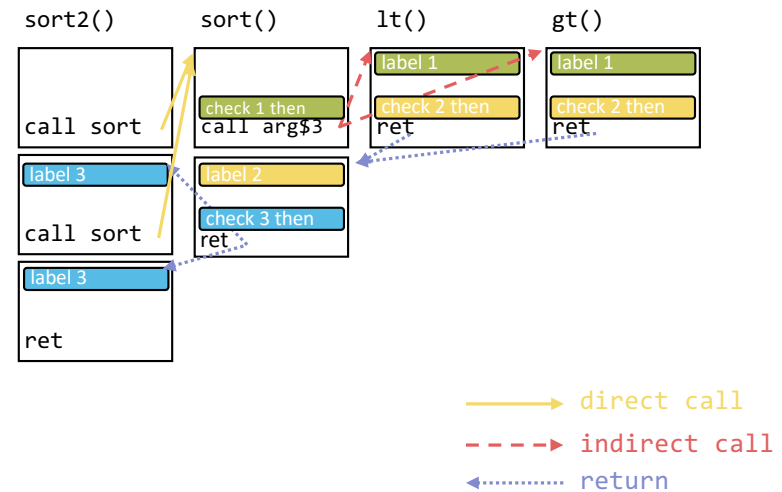 sort2()
sort()
lt()
gt()
call sort
check 1 then
call arg$3
label 1
check 2 then
ret
label 1
check 2 then
ret
label 3
call sort
label 2
check 3 then
ret
label 3
ret
direct call
indirect call
return